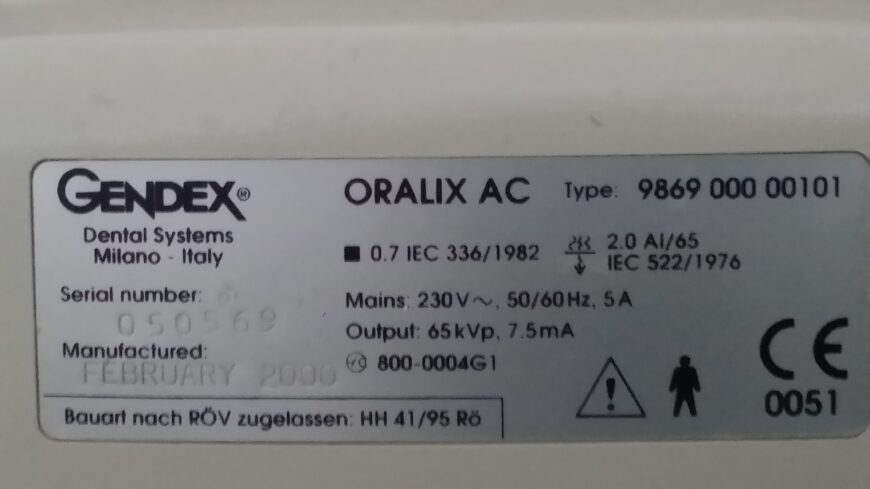 GENDEX®
Dental Systems
Milano - Italy
Serial number:
050569
Manufactured:
FEBRUARY 2000
Bauart nach RÖV zugelassen: HH 41/95 Rö
ORALIX AC Type: 9869 000 00101
■ 0.7 IEC 336/1982
2.0 Al/65
IEC 522/1976
Mains: 230V~, 50/60Hz, 5A
Output: 65kVp, 7.5mA
800-0004G1
!
CE
0051